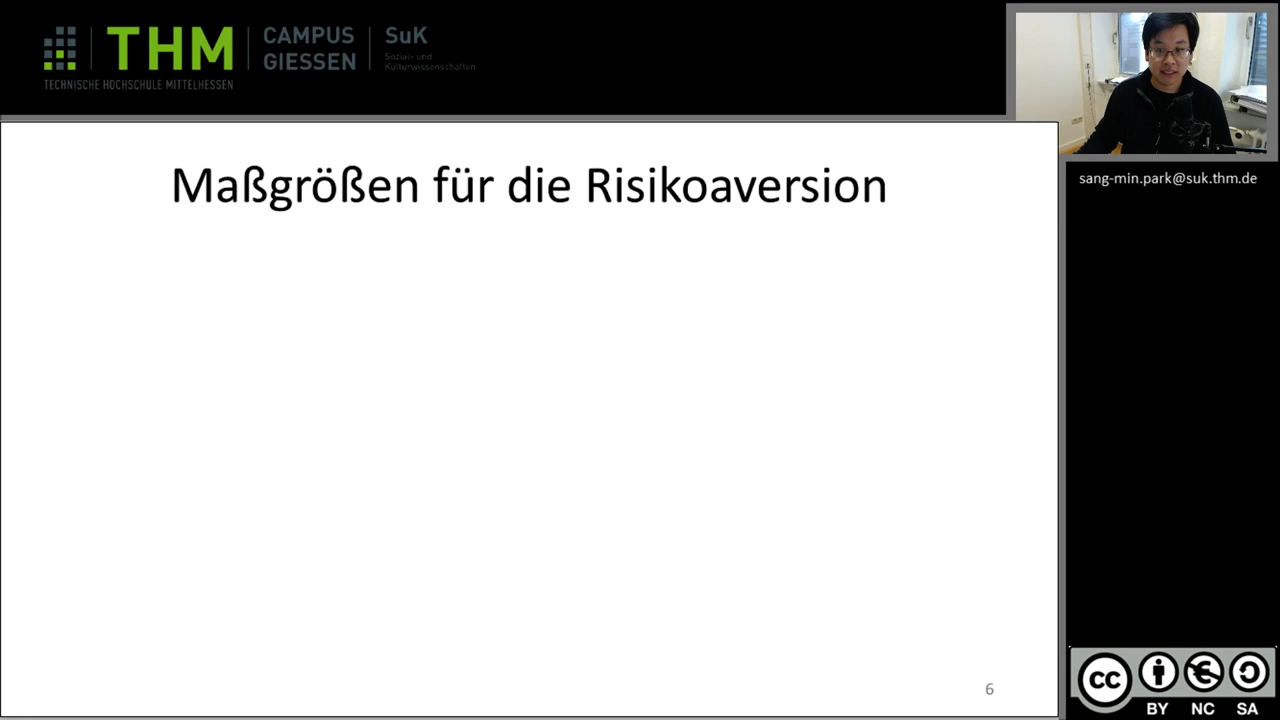 THM
CAMPUS
GIESSEN
SuK
Sozial- und
Kulturwissenschaften
TECHNISCHE HOCHSCHULE MITTELHESSEN
Maßgrößen für die Risikoaversion
sang-min.park@suk.thm.de
6
cc
BY NC SA